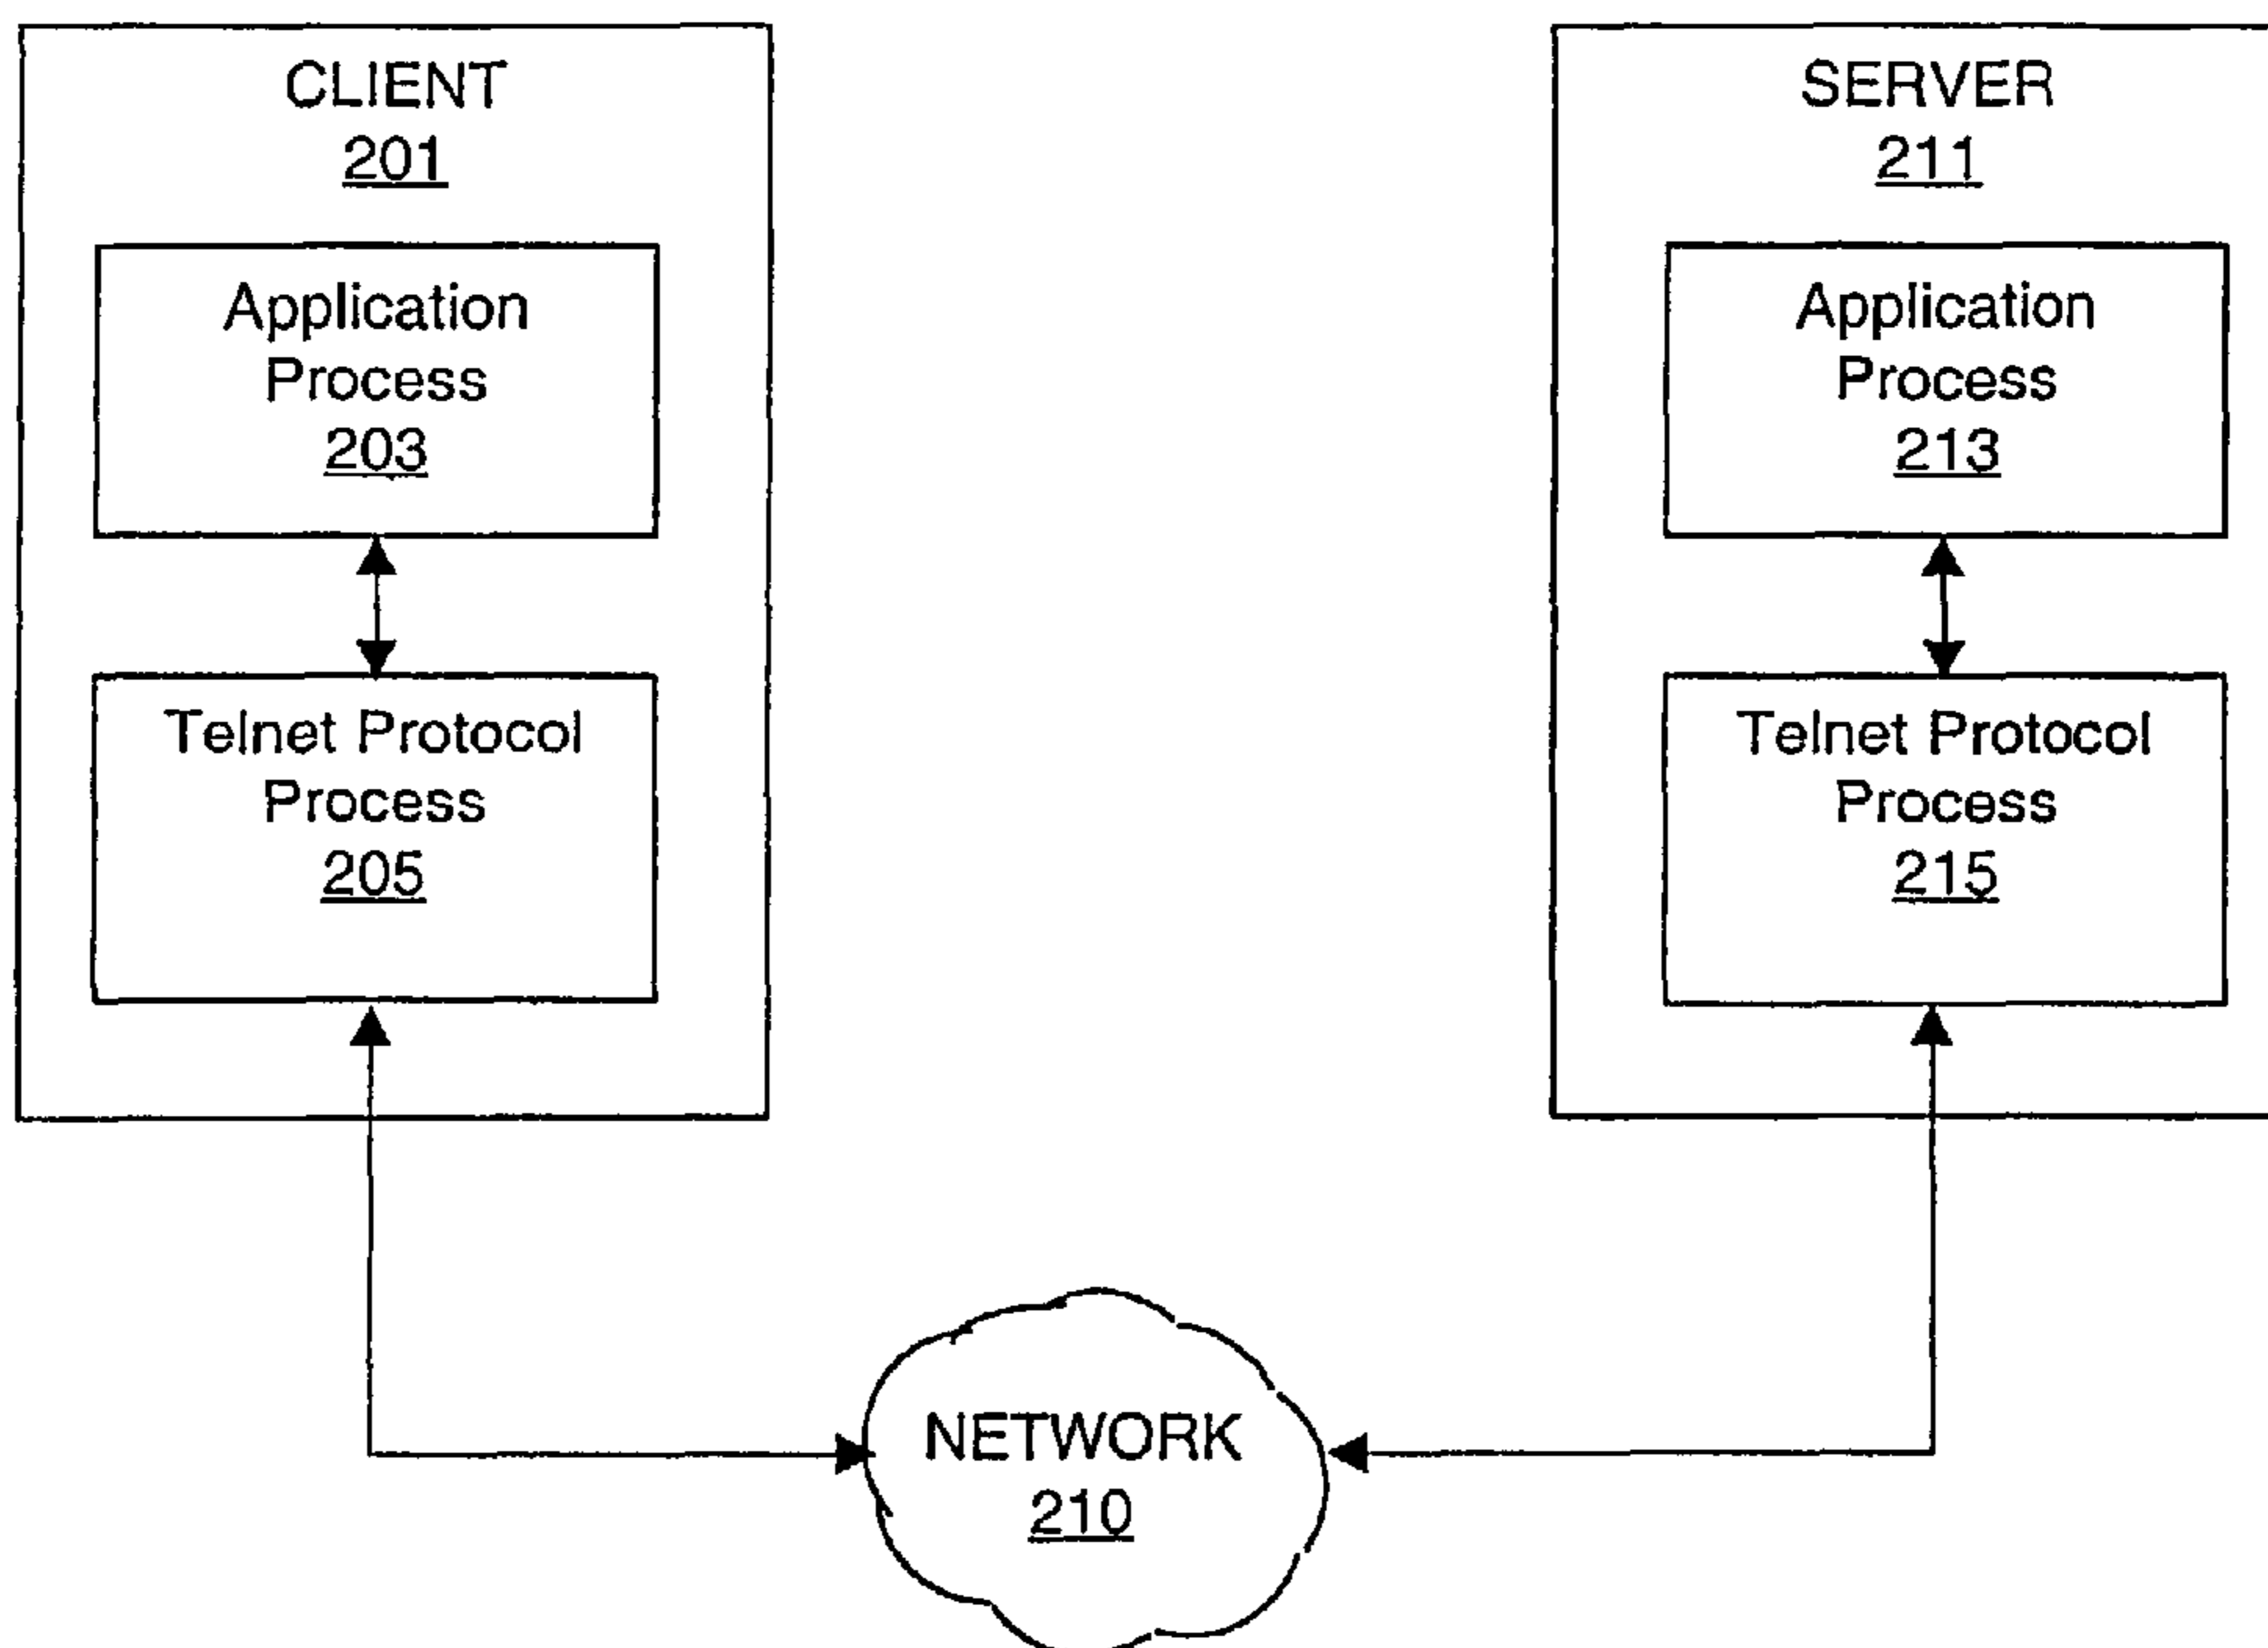 CLIENT
201
Application
Process
203
Telnet Protocol
Process
205
SERVER
211
Application
Process
213
Telnet Protocol
Process
215
NETWORK
210